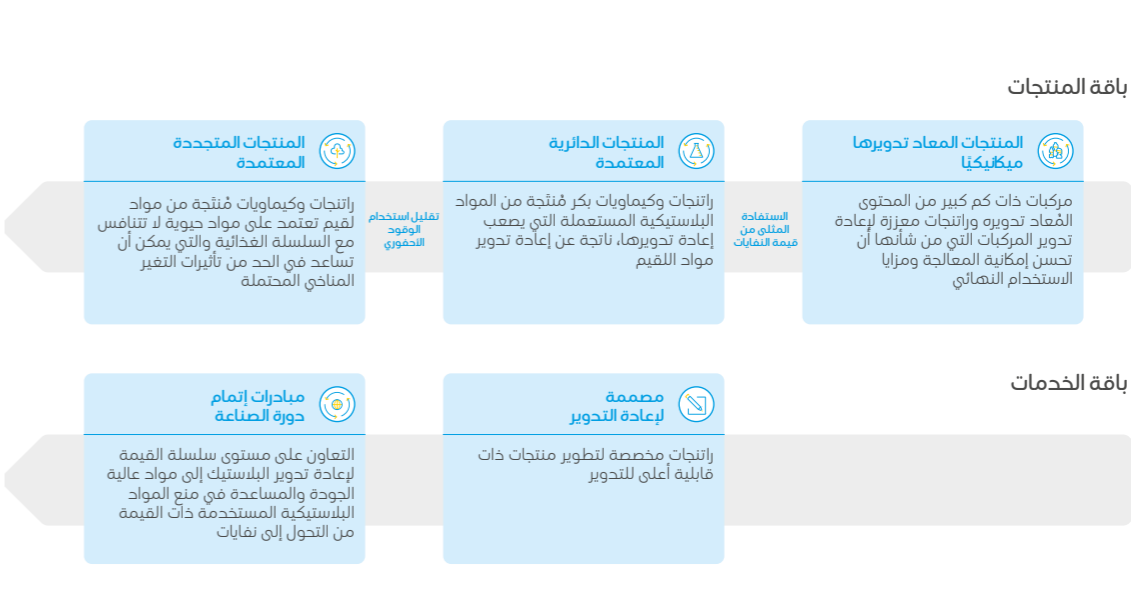 باقة المنتجات
المنتجات المعاد تدويرها
ميكانيكيًا
مركبات ذات كم كبير من المحتوى
المُعاد تدويره وراتنجات معززة لإعادة
تدوير المركبات التي من شأنها أن
تحسن إمكانية المعالجة ومزايا
الاستخدام النهائي
الاستفادة
المثلى من
قيمة النفايات
المنتجات الدائرية
المعتمدة
راتنجات وكيماويات بكر مُنتَجة من المواد
البلاستيكية المستعملة التي يصعب
إعادة تدويرها، ناتجة عن إعادة تدوير
مواد اللقيم
تقليل استخدام
الوقود
الأحفوري
المنتجات المتجددة
المعتمدة
راتنجات وكيماويات مُنتَجة من مواد
لقيم تعتمد على مواد حيوية لا تتنافس
مع السلسلة الغذائية والتي يمكن أن
تساعد في الحد من تأثيرات التغير
المناخي المحتملة
باقة الخدمات
مصممة
لإعادة التدوير
راتنجات مخصصة لتطوير منتجات ذات
قابلية أعلى للتدوير
مبادرات إتمام
دورة الصناعة
التعاون على مستوى سلسلة القيمة
لإعادة تدوير البلاستيك إلى مواد عالية
الجودة والمساعدة في منع المواد
البلاستيكية المستخدمة ذات القيمة
من التحول إلى نفايات